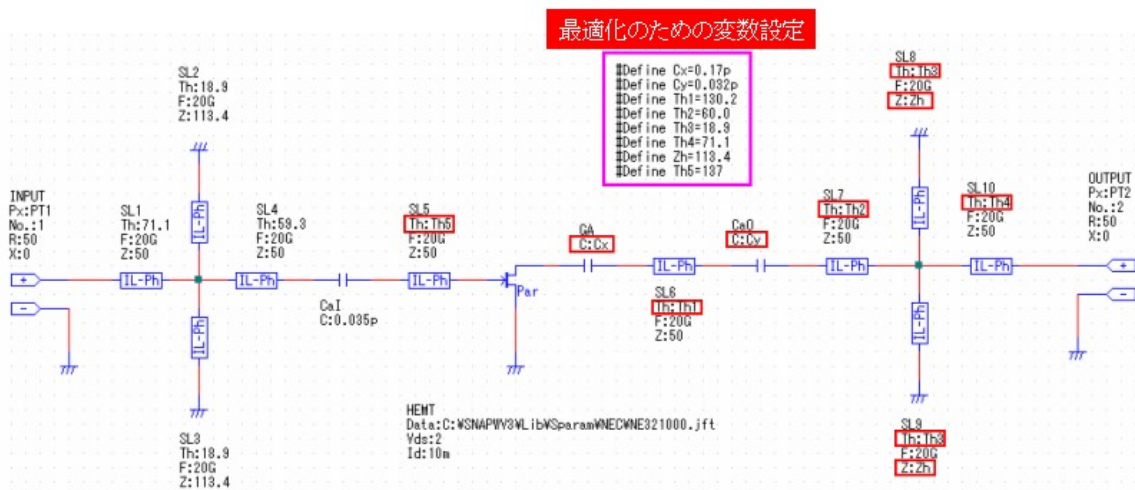 最適化のための変数設定
#Define Cx=0.17p
#Define Cy=0.032p
#Define Th1=130.2
#Define Th2=60.0
#Define Th3=18.9
#Define Th4=71.1
#Define Zh=113.4
#Define Th5=137
SL2
Th:18.9
F:20G
Z:113.4
SL8
Th:Th3
F:20G
Z:Zh
INPUT
Px:PT1
No.:1
R:50
X:0
SL1
Th:71.1
F:20G
Z:50
IL-Ph
IL-Ph
SL4
Th:59.3
F:20G
Z:50
IL-Ph
CaI
C:0.035p
SL5
Th:Th5
F:20G
Z:50
IL-Ph
Par
GA
C:Cx
IL-Ph
SL6
Th:Th1
F:20G
Z:50
CaO
C:Cy
SL7
Th:Th2
F:20G
Z:50
IL-Ph
IL-Ph
SL10
Th:Th4
F:20G
Z:50
IL-Ph
OUTPUT
Px:PT2
No.:2
R:50
X:0
+
-
+
-
IL-Ph
IL-Ph
SL3
Th:18.9
F:20G
Z:113.4
HEMT
Data:C:¥SNAPWV3¥Lib¥Sparam¥NEC¥NE321000.jft
Vds:2
Id:10m
SL9
Th:Th3
F:20G
Z:Zh